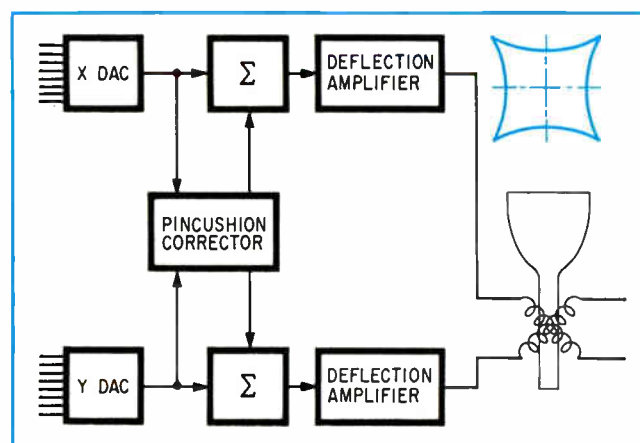 X DAC
Σ
DEFLECTION
AMPLIFIER
PINCUSHION
CORRECTOR
Y DAC
Σ
DEFLECTION
AMPLIFIER